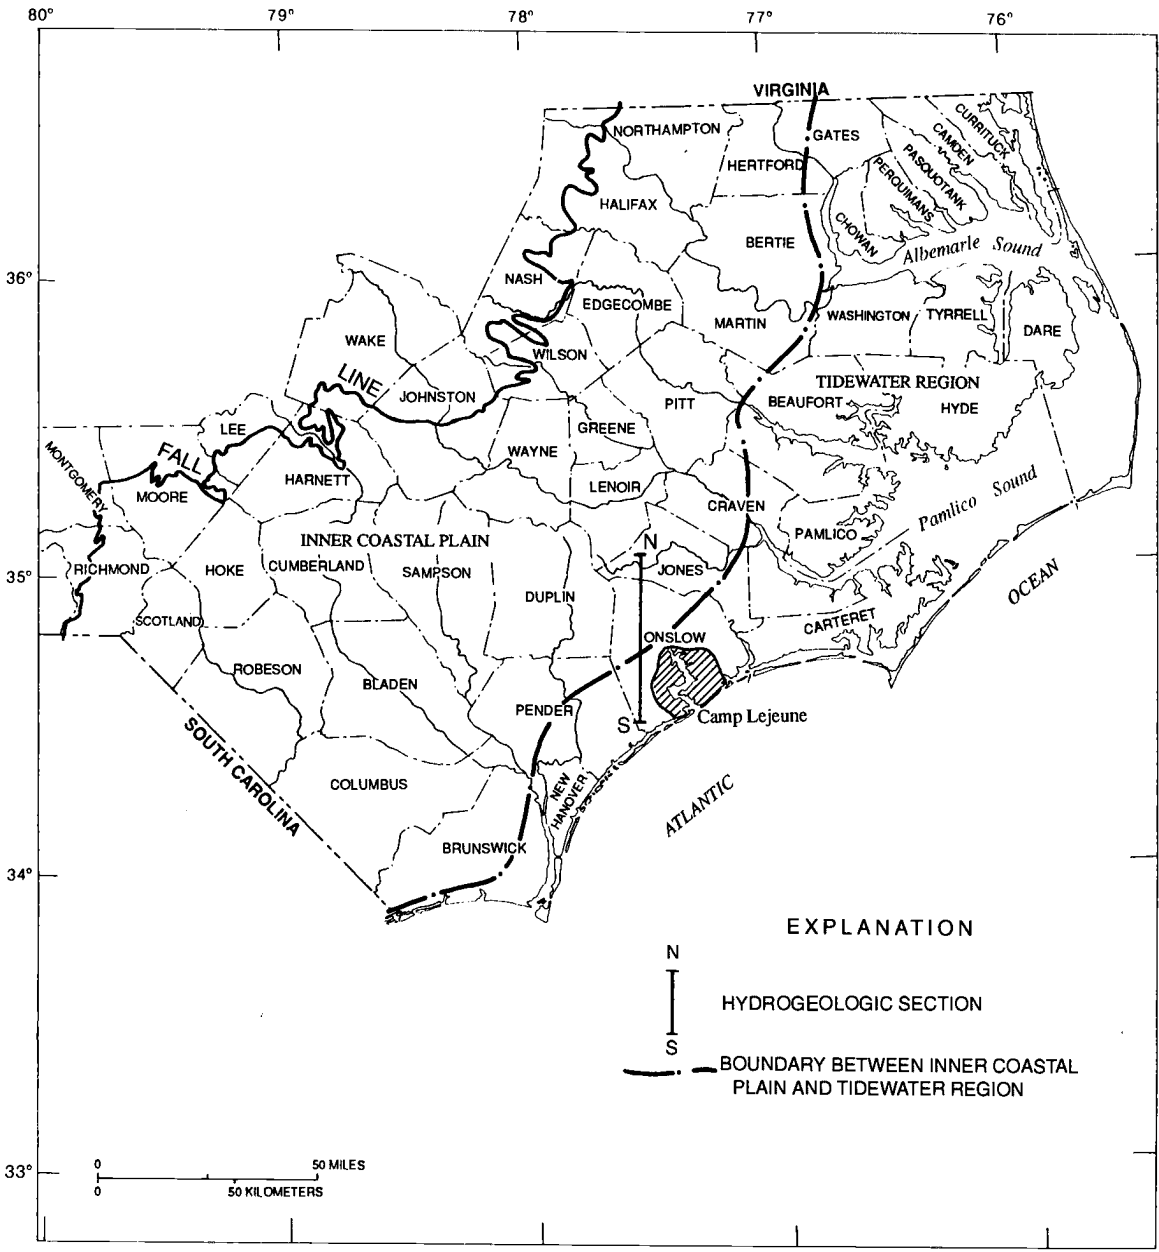 80°
79°
78°
77°
76°
VIRGINIA
NORTHAMPTON
GATES
CURRITUCK
CAMDEN
PASQUOTANK
PERQUIMANS
HERTFORD
HALIFAX
CHOWAN
BERTIE
Albemarle Sound
36°
NASH
EDGECOMBE
MARTIN
WASHINGTON
TYRRELL
DARE
WAKE
WILSON
LINE
JOHNSTON
TIDEWATER REGION
PITT
BEAUFORT
HYDE
LEE
GREENE
WAYNE
FALL
MONTGOMERY
MOORE
HARNETT
LENOIR
CRAVEN
Pamlico Sound
PAMLICO
INNER COASTAL PLAIN
N
35°
RICHMOND
HOKE
CUMBERLAND
SAMPSON
JONES
OCEAN
DUPLIN
SCOTLAND
CARTERET
ONSLOW
ROBESON
BLADEN
PENDER
S
Camp Lejeune
SOUTH CAROLINA
COLUMBUS
NEW
HANOVER
ATLANTIC
BRUNSWICK
34°
EXPLANATION
N
HYDROGEOLOGIC SECTION
S
BOUNDARY BETWEEN INNER COASTAL
PLAIN AND TIDEWATER REGION
33°
0 50 MILES
0 50 KILOMETERS